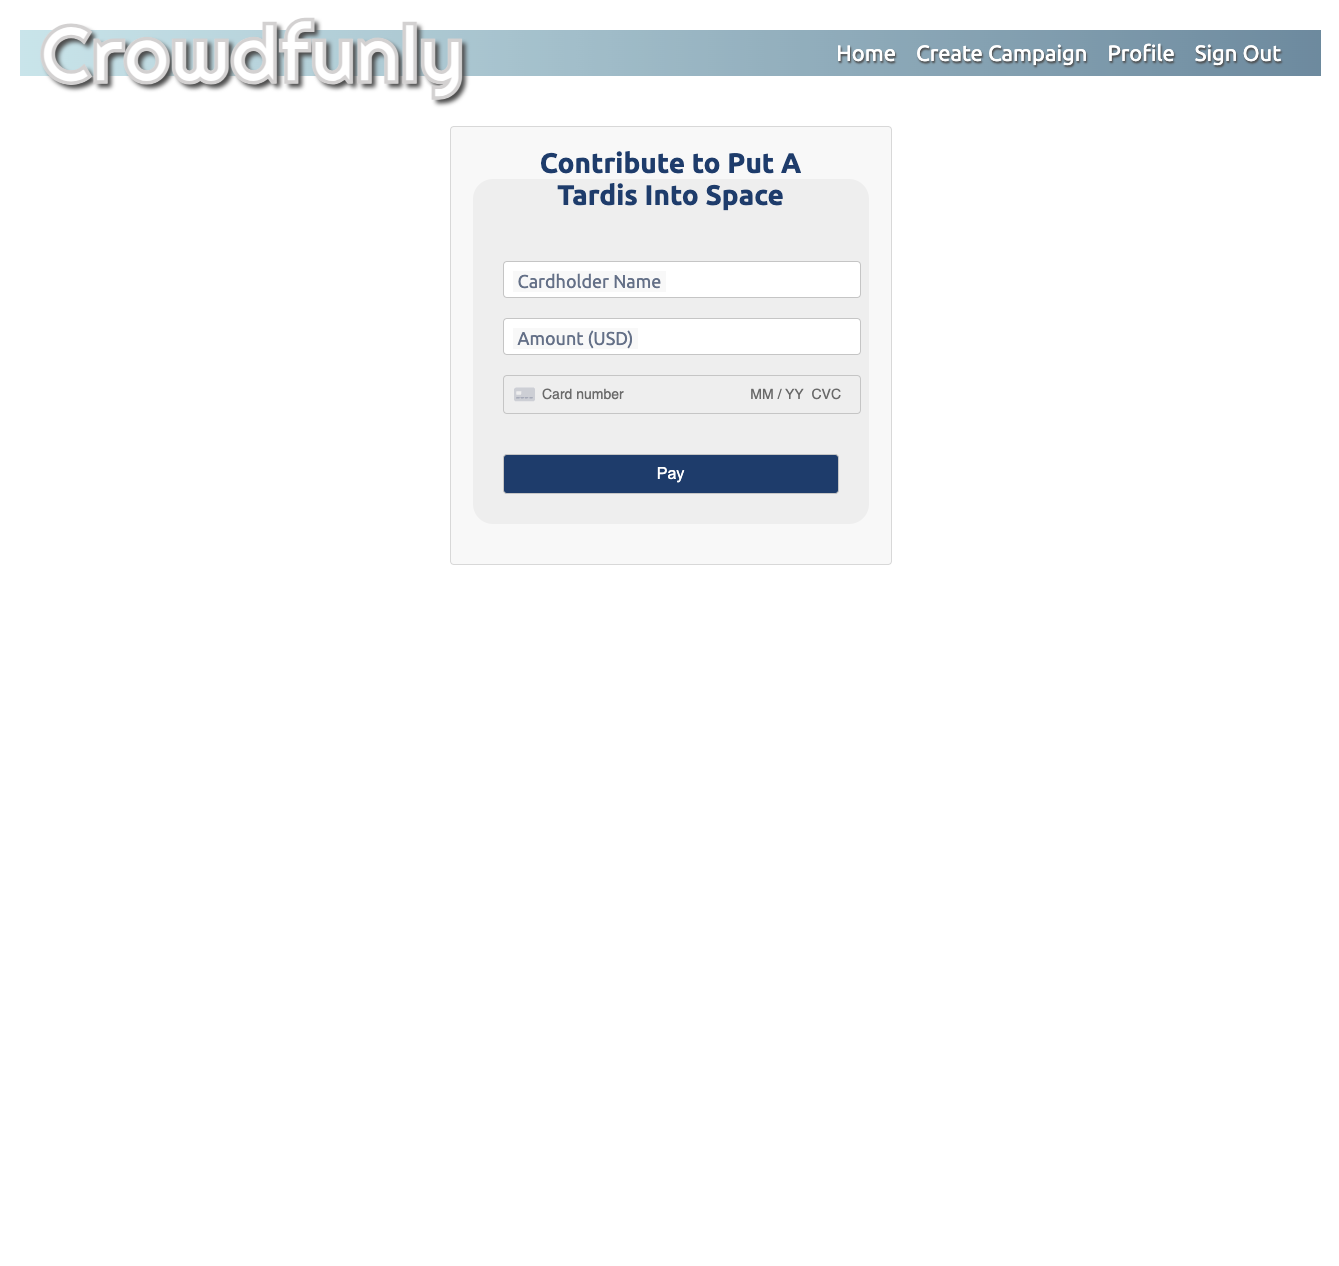 Crowdfunly
Home Create Campaign Profile Sign Out
Contribute to Put A
Tardis Into Space
Cardholder Name
Amount (USD)
Card number MM / YY CVC
Pay